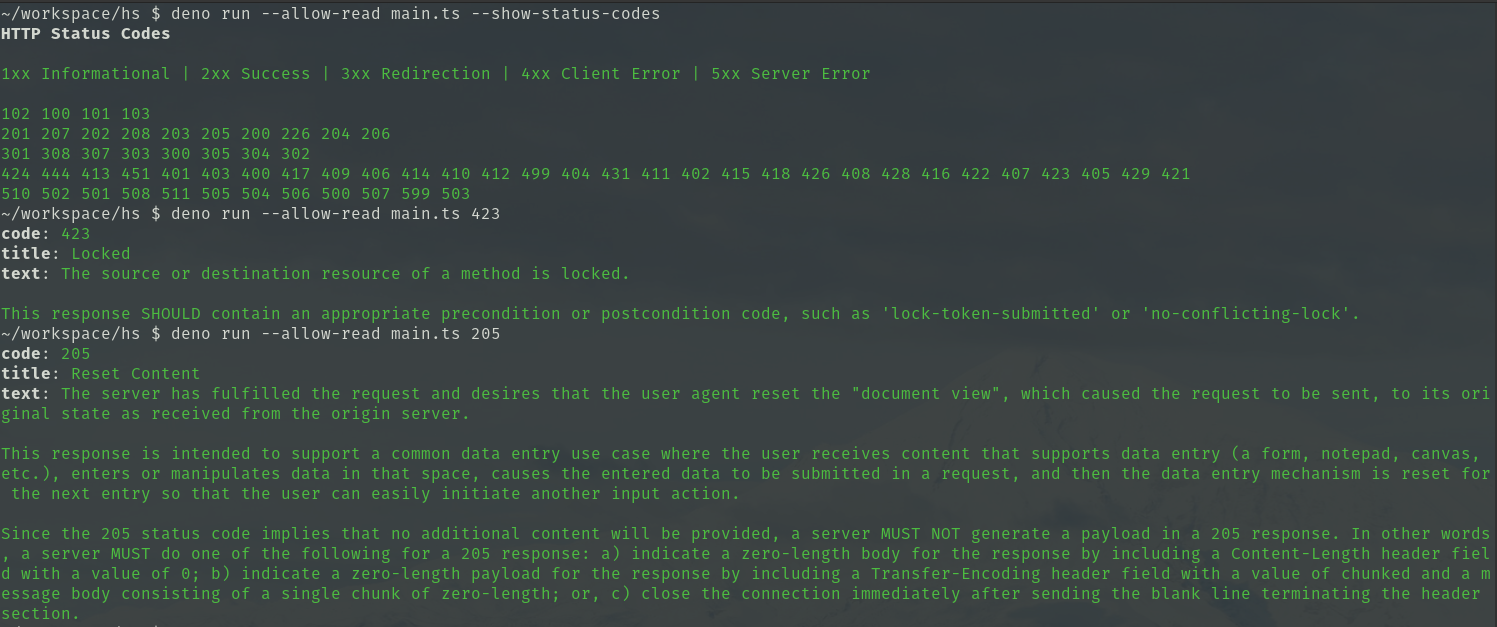 ~/workspace/hs $ deno run --allow-read main.ts --show-status-codes
HTTP Status Codes
1xx Informational | 2xx Success | 3xx Redirection | 4xx Client Error | 5xx Server Error
102 100 101 103
201 207 202 208 203 205 200 226 204 206
301 308 307 303 300 305 304 302
424 444 413 451 401 403 400 417 409 406 414 410 412 499 404 431 411 402 415 418 426 408 428 416 422 407 423 405 429 421
510 502 501 508 511 505 504 506 500 507 599 503
~/workspace/hs $ deno run --allow-read main.ts 423
code: 423
title: Locked
text: The source or destination resource of a method is locked.
This response SHOULD contain an appropriate precondition or postcondition code, such as 'lock-token-submitted' or 'no-conflicting-lock'.
~/workspace/hs $ deno run --allow-read main.ts 205
code: 205
title: Reset Content
text: The server has fulfilled the request and desires that the user agent reset the "document view", which caused the request to be sent, to its ori
ginal state as received from the origin server.
This response is intended to support a common data entry use case where the user receives content that supports data entry (a form, notepad, canvas,
etc.), enters or manipulates data in that space, causes the entered data to be submitted in a request, and then the data entry mechanism is reset for
the next entry so that the user can easily initiate another input action.
Since the 205 status code implies that no additional content will be provided, a server MUST NOT generate a payload in a 205 response. In other words
, a server MUST do one of the following for a 205 response: a) indicate a zero-length body for the response by including a Content-Length header fiel
d with a value of 0; b) indicate a zero-length payload for the response by including a Transfer-Encoding header field with a value of chunked and a m
essage body consisting of a single chunk of zero-length; or, c) close the connection immediately after sending the blank line terminating the header
section.